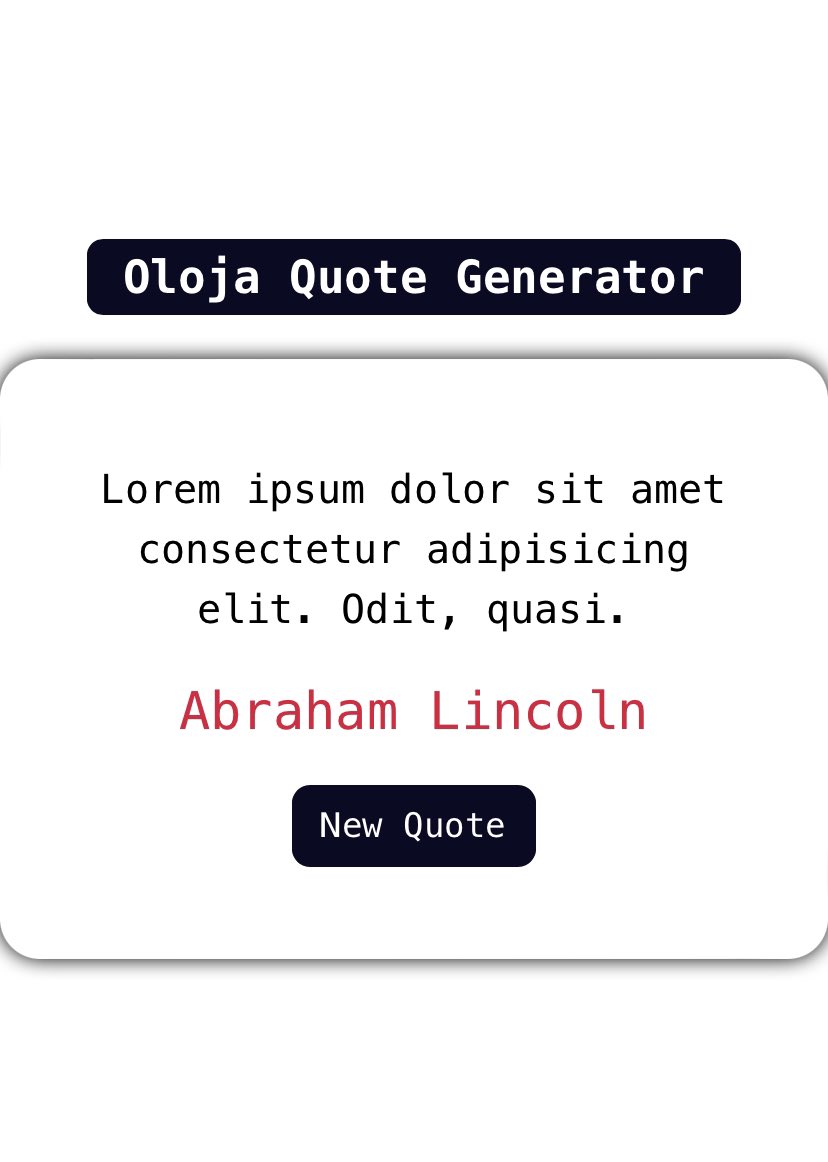 Oloja Quote Generator
Lorem ipsum dolor sit amet
consectetur adipisicing
elit. Odit, quasi.
Abraham Lincoln
New Quote